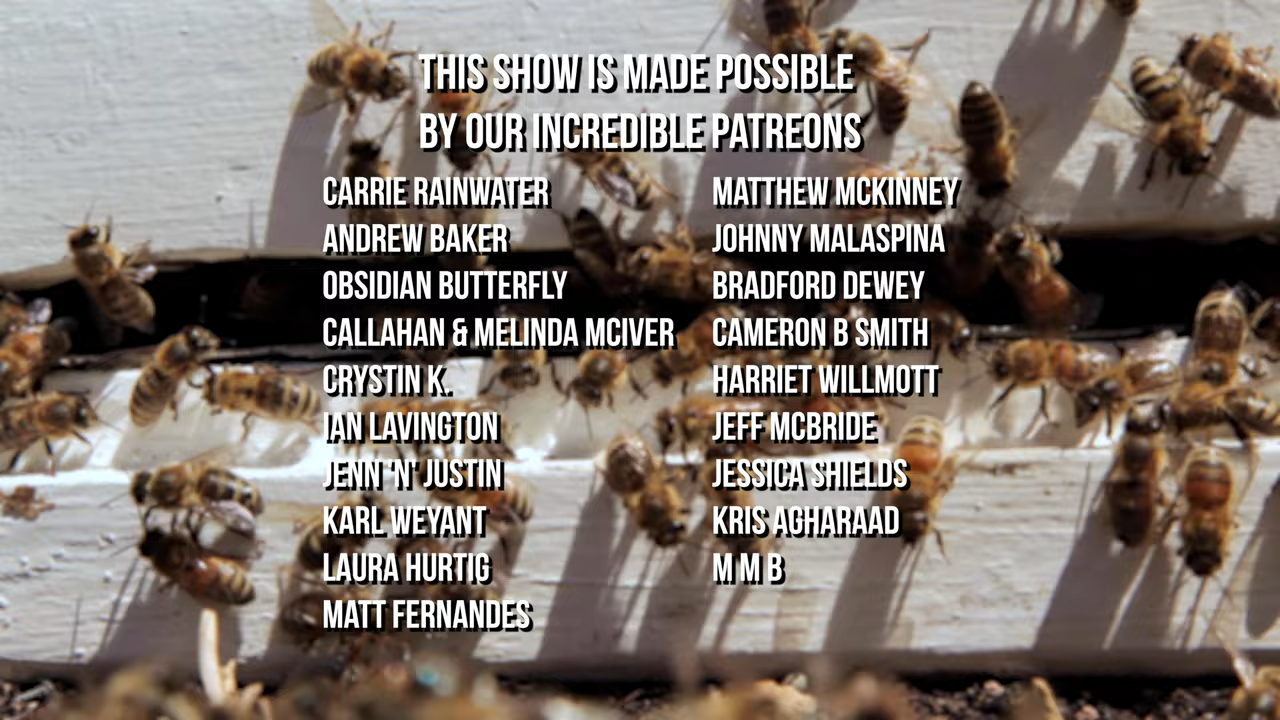 THIS SHOW IS MADE POSSIBLE
BY OUR INCREDIBLE PATREONS
CARRIE RAINWATER
ANDREW BAKER
OBSIDIAN BUTTERFLY
CALLAHAN & MELINDA MCIVER
CRYSTIN K.
IAN LAVINGTON
JENN 'N' JUSTIN
KARL WEYANT
LAURA HURTIG
MATT FERNANDES
MATTHEW MCKINNEY
JOHNNY MALASPINA
BRADFORD DEWEY
CAMERON B SMITH
HARRIET WILLMOTT
JEFF MCBRIDE
JESSICA SHIELDS
KRIS AGHARAAD
M M B